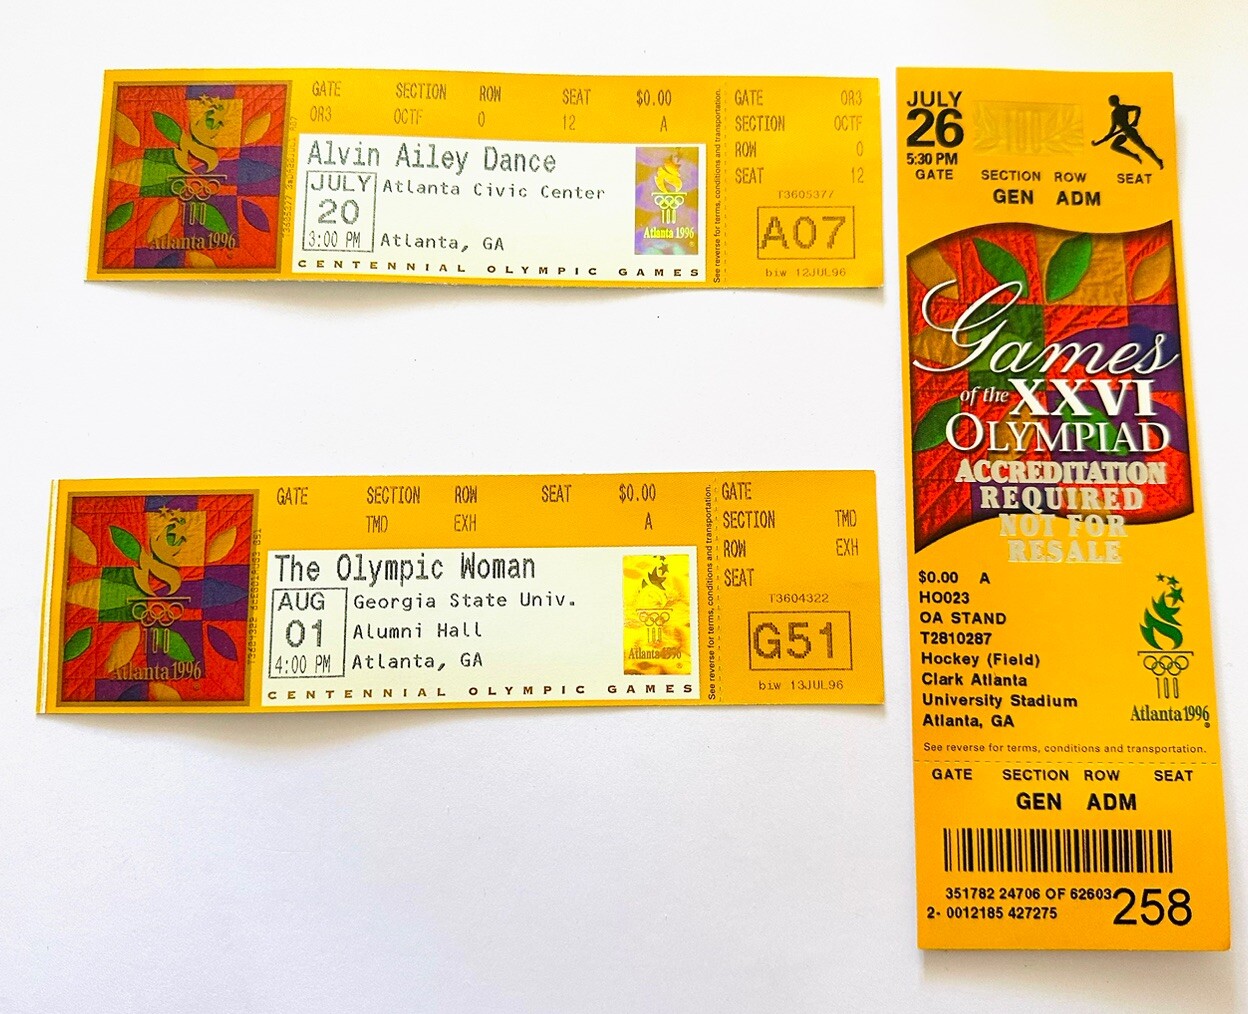 GATE SECTION ROW SEAT $0.00
OR3 OCTF O 12 A
Alvin Ailey Dance
JULY
20
3:00 PM
Atlanta Civic Center
Atlanta, GA
CENTENNIAL OLYMPIC GAMES
Atlanta 1996
Atlanta 1996
See reverse for terms, conditions and transportation.
GATE OR3
SECTION OCTF
ROW O
SEAT 12
T3605377
A07
biw 12JUL96
GATE SECTION ROW SEAT $0.00
TMD EXH A
The Olympic Woman
AUG
01
4:00 PM
Georgia State Univ.
Alumni Hall
Atlanta, GA
CENTENNIAL OLYMPIC GAMES
Atlanta 1996
Atlanta 1996
See reverse for terms, conditions and transportation.
GATE
SECTION TMD
ROW EXH
SEAT
T3604322
G51
biw 13JUL96
JULY
26
5:30 PM
GATE SECTION ROW SEAT
GEN ADM
Games
of the XXVI
OLYMPIAD
ACCREDITATION
REQUIRED
NOT FOR
RESALE
$0.00 A
HO023
OA STAND
T2810287
Hockey (Field)
Clark Atlanta
University Stadium
Atlanta, GA
Atlanta 1996
See reverse for terms, conditions and transportation.
GATE SECTION ROW SEAT
GEN ADM
351782 24706 OF 62603
2- 0012185 427275
258